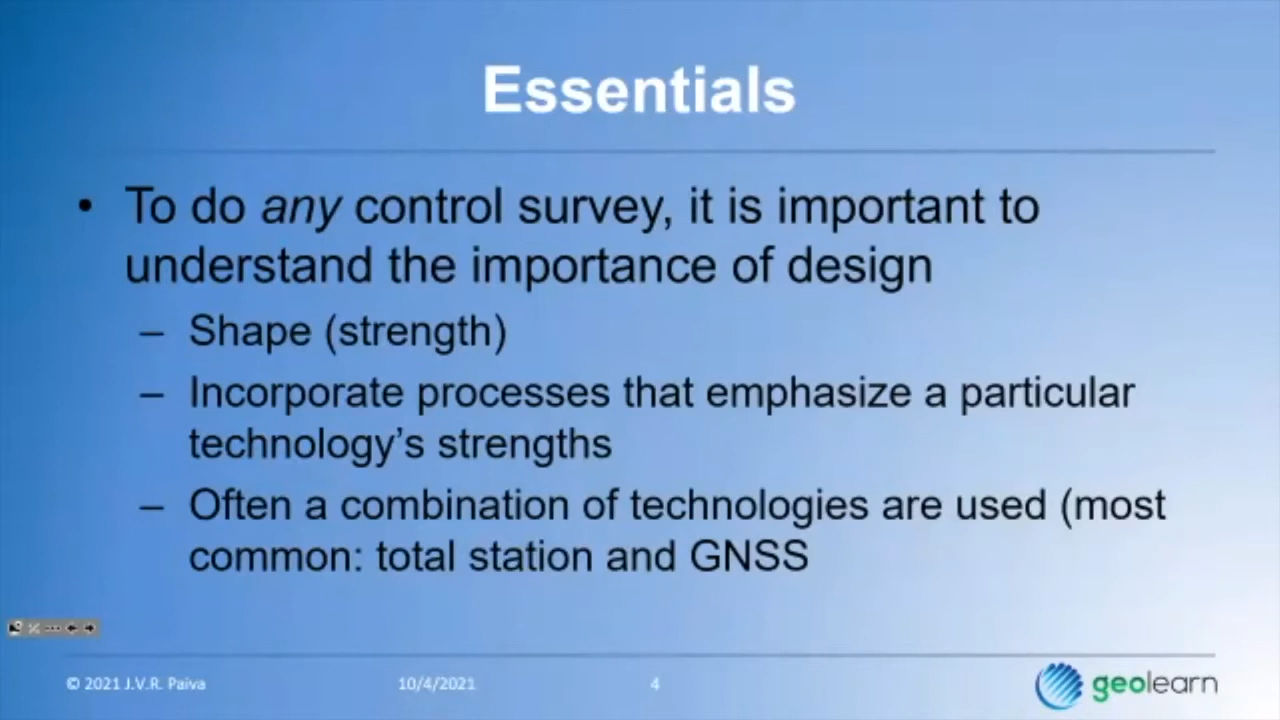 Essentials
• To do any control survey, it is important to
understand the importance of design
– Shape (strength)
– Incorporate processes that emphasize a particular
technology’s strengths
– Often a combination of technologies are used (most
common: total station and GNSS
© 2021 J.V.R. Paiva 10/4/2021 4 geolearn